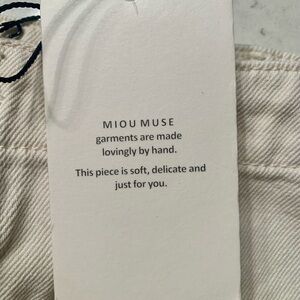 MIOU MUSE
garments are made
lovingly by hand.
This piece is soft, delicate and
just for you.